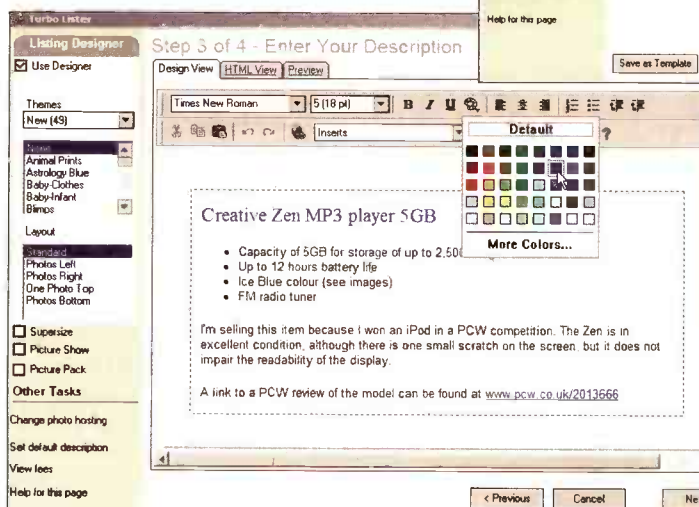 Turbo Lister
Listing Designer
Use Designer
Themes
New (49)
Animal Prints
Astrology Blue
Baby-Clothes
Baby-Infant
Blimps
Layout
Standard
Photos Left
Photos Right
One Photo Top
Photos Bottom
Supersize
Picture Show
Picture Pack
Other Tasks
Change photo hosting
Set default description
View fees
Help for this page
Help for this page
Save as Template
Step 3 of 4 - Enter Your Description
Design View HTML View Preview
Times New Roman 5 (18 pt) B I U
Inserts ?
Default
More Colors...
Creative Zen MP3 player 5GB
• Capacity of 5GB for storage of up to 2,500
• Up to 12 hours battery life
• Ice Blue colour (see images)
• FM radio tuner
I'm selling this item because I won an iPod in a PCW competition. The Zen is in
excellent condition, although there is one small scratch on the screen, but it does not
impair the readability of the display.
A link to a PCW review of the model can be found at www.pcw.co.uk/2013666
< Previous Cancel Ne